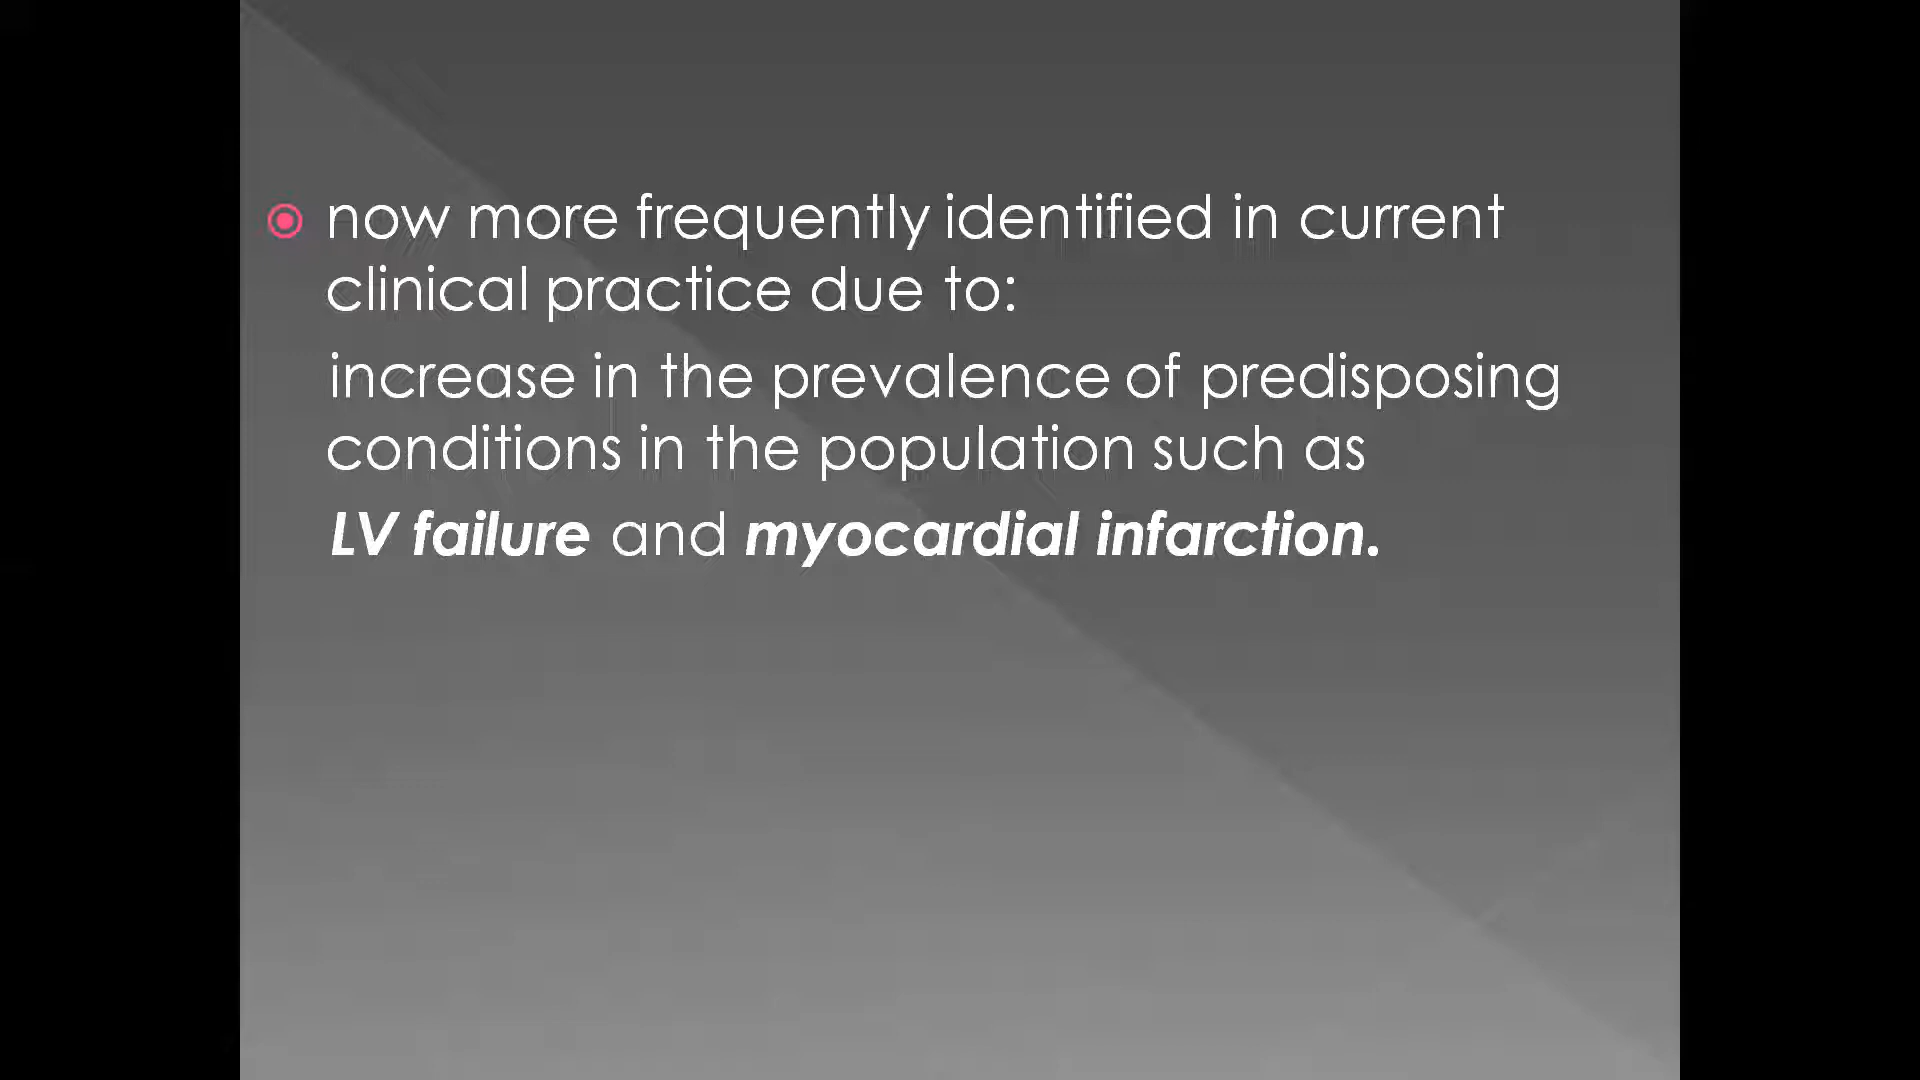 now more frequently identified in current
clinical practice due to:
increase in the prevalence of predisposing
conditions in the population such as
LV failure and myocardial infarction.